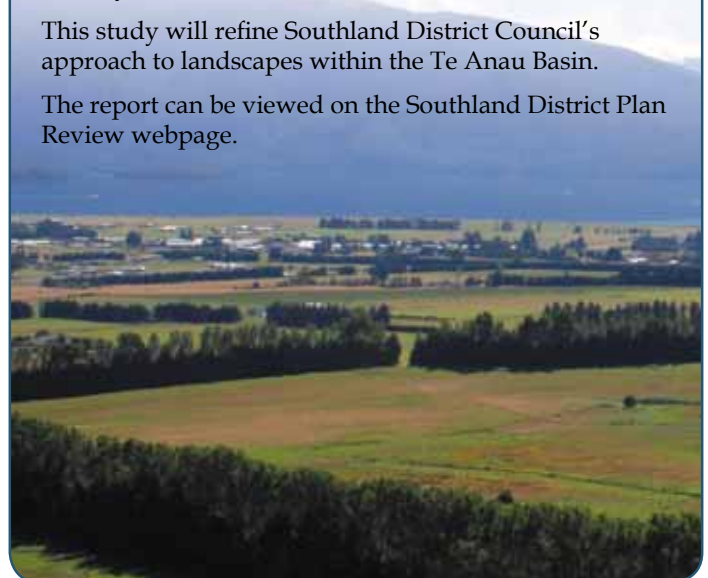 This study will refine Southland District Council's
approach to landscapes within the Te Anau Basin.
The report can be viewed on the Southland District Plan
Review webpage.